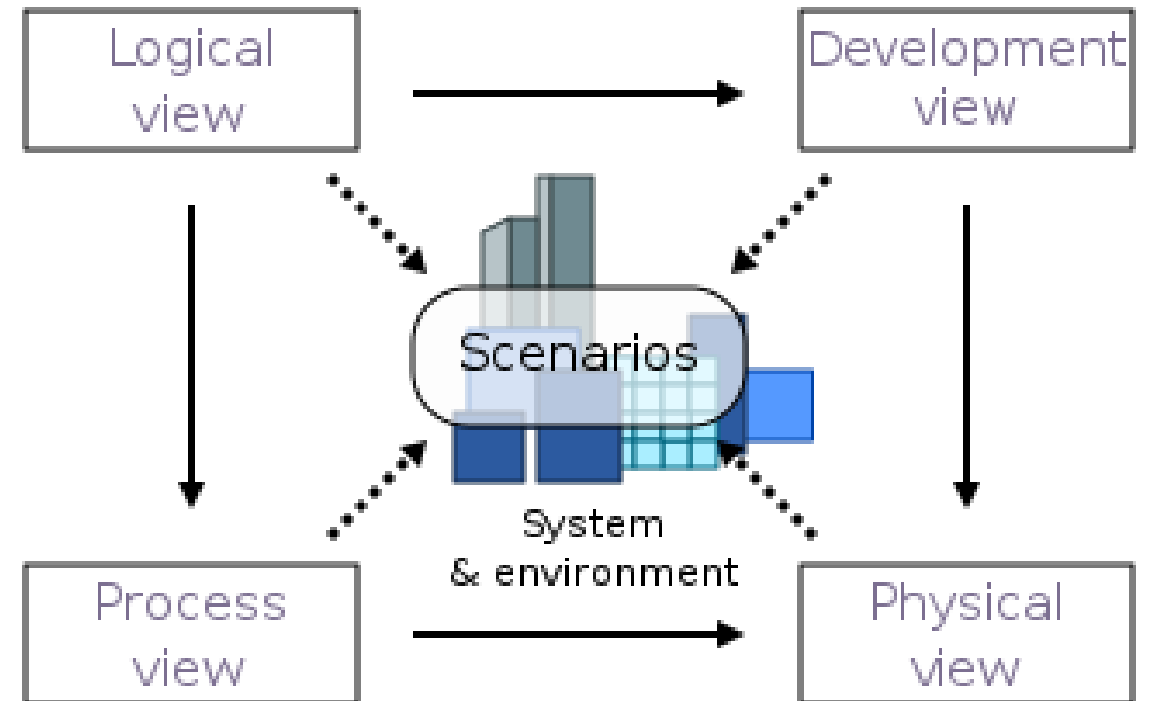 Logical
view
Development
view
Scenarios
System
& environment
Process
view
Physical
view